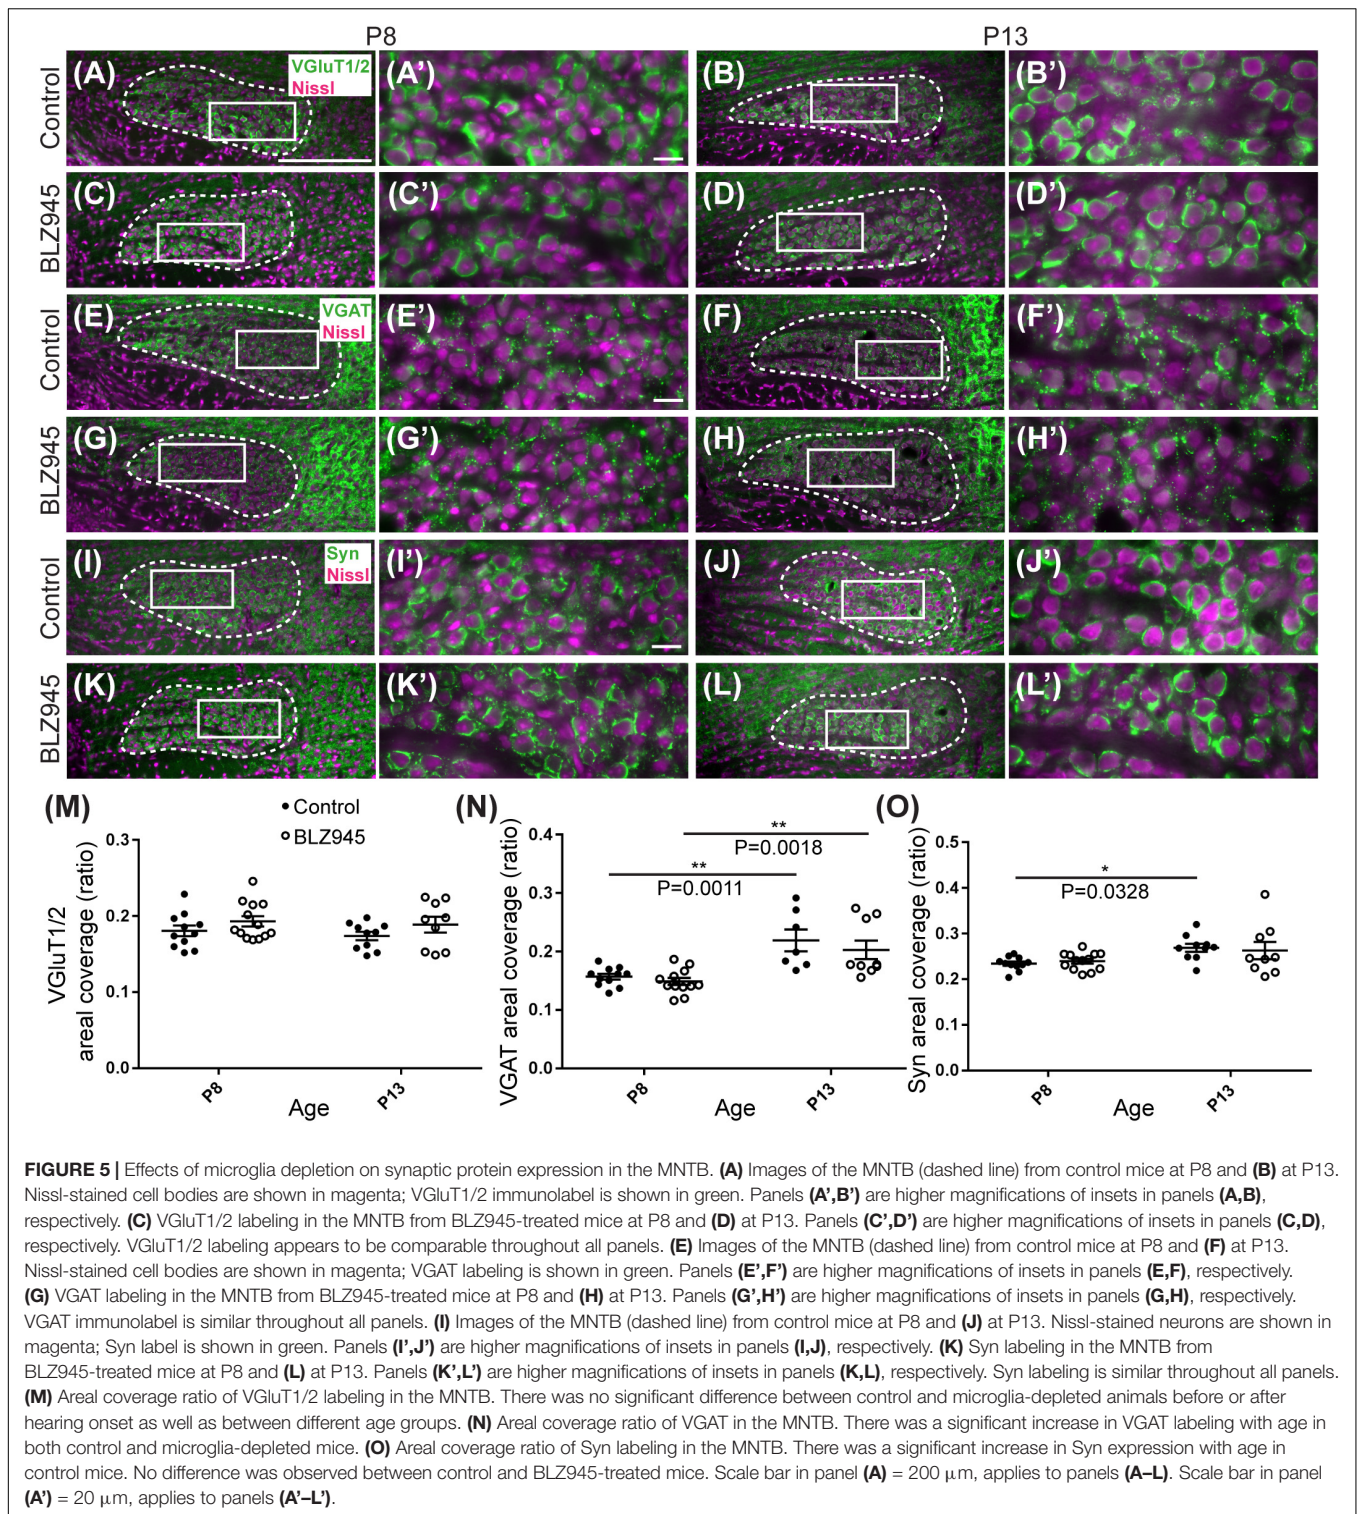 P8
P13
Control
(A)
VGluT1/2
Nissl
(A')
(B)
(B')
BLZ945
(C)
(C')
(D)
(D')
Control
(E)
VGAT
Nissl
(E')
(F)
(F')
BLZ945
(G)
(G')
(H)
(H')
Control
(I)
Syn
Nissl
(I')
(J)
(J')
BLZ945
(K)
(K')
(L)
(L')
(M)
Control
BLZ945
VGluT1/2
areal coverage (ratio)
0.3
0.2
0.1
0.0
P8
P13
Age
(N)
VGAT areal coverage (ratio)
0.4
0.3
0.2
0.1
0.0
**
P=0.0018
**
P=0.0011
P8
P13
Age
(O)
Syn areal coverage (ratio)
0.5
0.4
0.3
0.2
0.1
0.0
*
P=0.0328
P8
P13
Age
FIGURE 5 | Effects of microglia depletion on synaptic protein expression in the MNTB. (A) Images of the MNTB (dashed line) from control mice at P8 and (B) at P13.
Nissl-stained cell bodies are shown in magenta; VGluT1/2 immunolabel is shown in green. Panels (A',B') are higher magnifications of insets in panels (A,B),
respectively. (C) VGluT1/2 labeling in the MNTB from BLZ945-treated mice at P8 and (D) at P13. Panels (C',D') are higher magnifications of insets in panels (C,D),
respectively. VGluT1/2 labeling appears to be comparable throughout all panels. (E) Images of the MNTB (dashed line) from control mice at P8 and (F) at P13.
Nissl-stained cell bodies are shown in magenta; VGAT labeling is shown in green. Panels (E',F') are higher magnifications of insets in panels (E,F), respectively.
(G) VGAT labeling in the MNTB from BLZ945-treated mice at P8 and (H) at P13. Panels (G',H') are higher magnifications of insets in panels (G,H), respectively.
VGAT immunolabel is similar throughout all panels. (I) Images of the MNTB (dashed line) from control mice at P8 and (J) at P13. Nissl-stained neurons are shown in
magenta; Syn label is shown in green. Panels (I',J') are higher magnifications of insets in panels (I,J), respectively. (K) Syn labeling in the MNTB from
BLZ945-treated mice at P8 and (L) at P13. Panels (K',L') are higher magnifications of insets in panels (K,L), respectively. Syn labeling is similar throughout all panels.
(M) Areal coverage ratio of VGluT1/2 labeling in the MNTB. There was no significant difference between control and microglia-depleted animals before or after
hearing onset as well as between different age groups. (N) Areal coverage ratio of VGAT in the MNTB. There was a significant increase in VGAT labeling with age in
both control and microglia-depleted mice. (O) Areal coverage ratio of Syn labeling in the MNTB. There was a significant increase in Syn expression with age in
control mice. No difference was observed between control and BLZ945-treated mice. Scale bar in panel (A) = 200 μm, applies to panels (A–L). Scale bar in panel
(A') = 20 μm, applies to panels (A'–L').